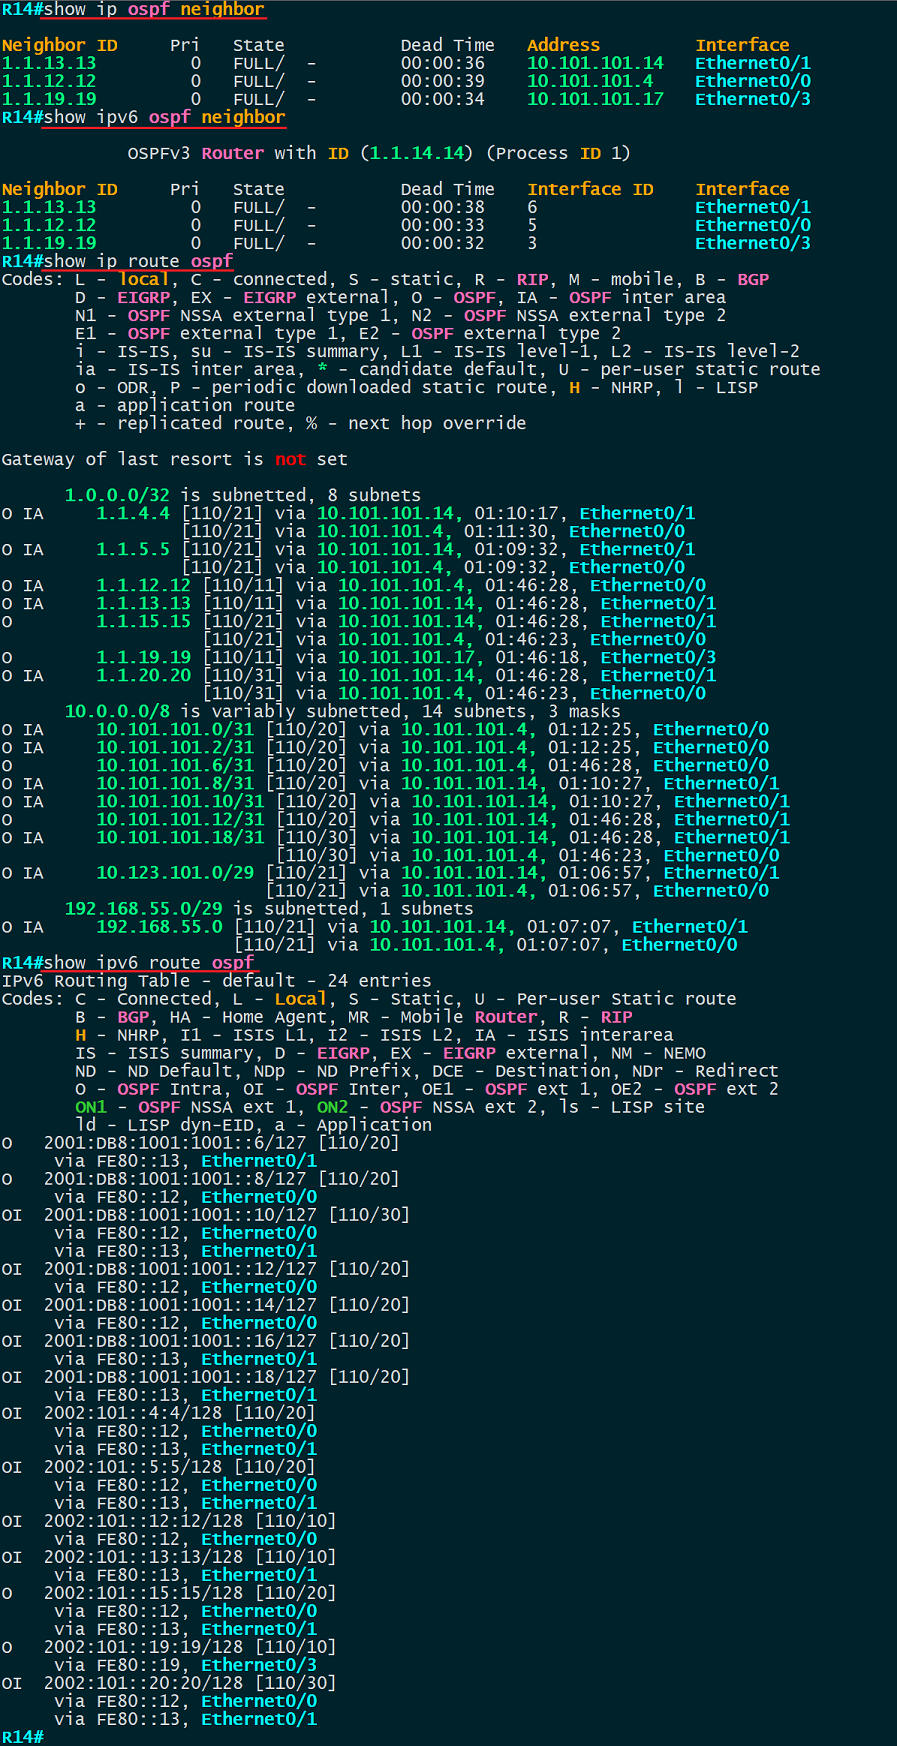 R14#show ip ospf neighbor
Neighbor ID     Pri   State           Dead Time   Address         Interface
1.1.13.13         0   FULL/  -        00:00:36    10.101.101.14   Ethernet0/1
1.1.12.12         0   FULL/  -        00:00:39    10.101.101.4    Ethernet0/0
1.1.19.19         0   FULL/  -        00:00:34    10.101.101.17   Ethernet0/3
R14#show ipv6 ospf neighbor
            OSPFv3 Router with ID (1.1.14.14) (Process ID 1)
Neighbor ID     Pri   State           Dead Time   Interface ID    Interface
1.1.13.13         0   FULL/  -        00:00:38    6               Ethernet0/1
1.1.12.12         0   FULL/  -        00:00:33    5               Ethernet0/0
1.1.19.19         0   FULL/  -        00:00:32    3               Ethernet0/3
R14#show ip route ospf
Codes: L - local, C - connected, S - static, R - RIP, M - mobile, B - BGP
       D - EIGRP, EX - EIGRP external, O - OSPF, IA - OSPF inter area
       N1 - OSPF NSSA external type 1, N2 - OSPF NSSA external type 2
       E1 - OSPF external type 1, E2 - OSPF external type 2
       i - IS-IS, su - IS-IS summary, L1 - IS-IS level-1, L2 - IS-IS level-2
       ia - IS-IS inter area, * - candidate default, U - per-user static route
       o - ODR, P - periodic downloaded static route, H - NHRP, l - LISP
       a - application route
       + - replicated route, % - next hop override
Gateway of last resort is not set
      1.0.0.0/32 is subnetted, 8 subnets
O IA     1.1.4.4 [110/21] via 10.101.101.14, 01:10:17, Ethernet0/1
                 [110/21] via 10.101.101.4, 01:11:30, Ethernet0/0
O IA     1.1.5.5 [110/21] via 10.101.101.14, 01:09:32, Ethernet0/1
                 [110/21] via 10.101.101.4, 01:09:32, Ethernet0/0
O IA     1.1.12.12 [110/11] via 10.101.101.4, 01:46:28, Ethernet0/0
O IA     1.1.13.13 [110/11] via 10.101.101.14, 01:46:28, Ethernet0/1
O        1.1.15.15 [110/21] via 10.101.101.14, 01:46:28, Ethernet0/1
                   [110/21] via 10.101.101.4, 01:46:23, Ethernet0/0
O        1.1.19.19 [110/11] via 10.101.101.17, 01:46:18, Ethernet0/3
O IA     1.1.20.20 [110/31] via 10.101.101.14, 01:46:28, Ethernet0/1
                   [110/31] via 10.101.101.4, 01:46:23, Ethernet0/0
      10.0.0.0/8 is variably subnetted, 14 subnets, 3 masks
O IA     10.101.101.0/31 [110/20] via 10.101.101.4, 01:12:25, Ethernet0/0
O IA     10.101.101.2/31 [110/20] via 10.101.101.4, 01:12:25, Ethernet0/0
O        10.101.101.6/31 [110/20] via 10.101.101.4, 01:46:28, Ethernet0/0
O IA     10.101.101.8/31 [110/20] via 10.101.101.14, 01:10:27, Ethernet0/1
O IA     10.101.101.10/31 [110/20] via 10.101.101.14, 01:10:27, Ethernet0/1
O        10.101.101.12/31 [110/20] via 10.101.101.14, 01:46:28, Ethernet0/1
O IA     10.101.101.18/31 [110/30] via 10.101.101.14, 01:46:28, Ethernet0/1
                          [110/30] via 10.101.101.4, 01:46:23, Ethernet0/0
O IA     10.123.101.0/29 [110/21] via 10.101.101.14, 01:06:57, Ethernet0/1
                         [110/21] via 10.101.101.4, 01:06:57, Ethernet0/0
      192.168.55.0/29 is subnetted, 1 subnets
O IA     192.168.55.0 [110/21] via 10.101.101.14, 01:07:07, Ethernet0/1
                      [110/21] via 10.101.101.4, 01:07:07, Ethernet0/0
R14#show ipv6 route ospf
IPv6 Routing Table - default - 24 entries
Codes: C - Connected, L - Local, S - Static, U - Per-user Static route
       B - BGP, HA - Home Agent, MR - Mobile Router, R - RIP
       H - NHRP, I1 - ISIS L1, I2 - ISIS L2, IA - ISIS interarea
       IS - ISIS summary, D - EIGRP, EX - EIGRP external, NM - NEMO
       ND - ND Default, NDp - ND Prefix, DCE - Destination, NDr - Redirect
       O - OSPF Intra, OI - OSPF Inter, OE1 - OSPF ext 1, OE2 - OSPF ext 2
       ON1 - OSPF NSSA ext 1, ON2 - OSPF NSSA ext 2, ls - LISP site
       ld - LISP dyn-EID, a - Application
O   2001:DB8:1001:1001::6/127 [110/20]
     via FE80::13, Ethernet0/1
O   2001:DB8:1001:1001::8/127 [110/20]
     via FE80::12, Ethernet0/0
OI  2001:DB8:1001:1001::10/127 [110/30]
     via FE80::12, Ethernet0/0
     via FE80::13, Ethernet0/1
OI  2001:DB8:1001:1001::12/127 [110/20]
     via FE80::12, Ethernet0/0
OI  2001:DB8:1001:1001::14/127 [110/20]
     via FE80::12, Ethernet0/0
OI  2001:DB8:1001:1001::16/127 [110/20]
     via FE80::13, Ethernet0/1
OI  2001:DB8:1001:1001::18/127 [110/20]
     via FE80::13, Ethernet0/1
OI  2002:101::4:4/128 [110/20]
     via FE80::12, Ethernet0/0
     via FE80::13, Ethernet0/1
OI  2002:101::5:5/128 [110/20]
     via FE80::12, Ethernet0/0
     via FE80::13, Ethernet0/1
OI  2002:101::12:12/128 [110/10]
     via FE80::12, Ethernet0/0
OI  2002:101::13:13/128 [110/10]
     via FE80::13, Ethernet0/1
O   2002:101::15:15/128 [110/20]
     via FE80::12, Ethernet0/0
     via FE80::13, Ethernet0/1
O   2002:101::19:19/128 [110/10]
     via FE80::19, Ethernet0/3
OI  2002:101::20:20/128 [110/30]
     via FE80::12, Ethernet0/0
     via FE80::13, Ethernet0/1
R14#